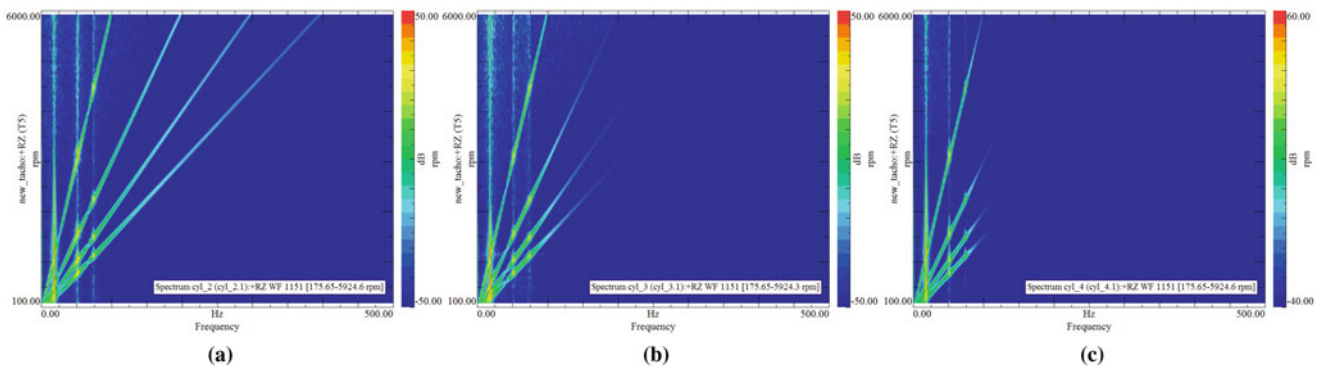 6000.00
50.00
new_tacho:+RZ (T5)
rpm
dB
rpm
Spectrum cyl_2 (cyl_2.1):+RZ WF 1151 [175.65-5924.6 rpm]
100.00
-50.00
0.00
Hz
500.00
Frequency
(a)
6000.00
50.00
new_tacho:+RZ (T5)
rpm
dB
rpm
Spectrum cyl_3 (cyl_3.1):+RZ WF 1151 [175.65-5924.3 rpm]
100.00
-50.00
0.00
Hz
500.00
Frequency
(b)
6000.00
60.00
new_tacho:+RZ (T5)
rpm
dB
rpm
Spectrum cyl_4 (cyl_4.1):+RZ WF 1151 [175.65-5924.6 rpm]
100.00
-40.00
0.00
Hz
500.00
Frequency
(c)